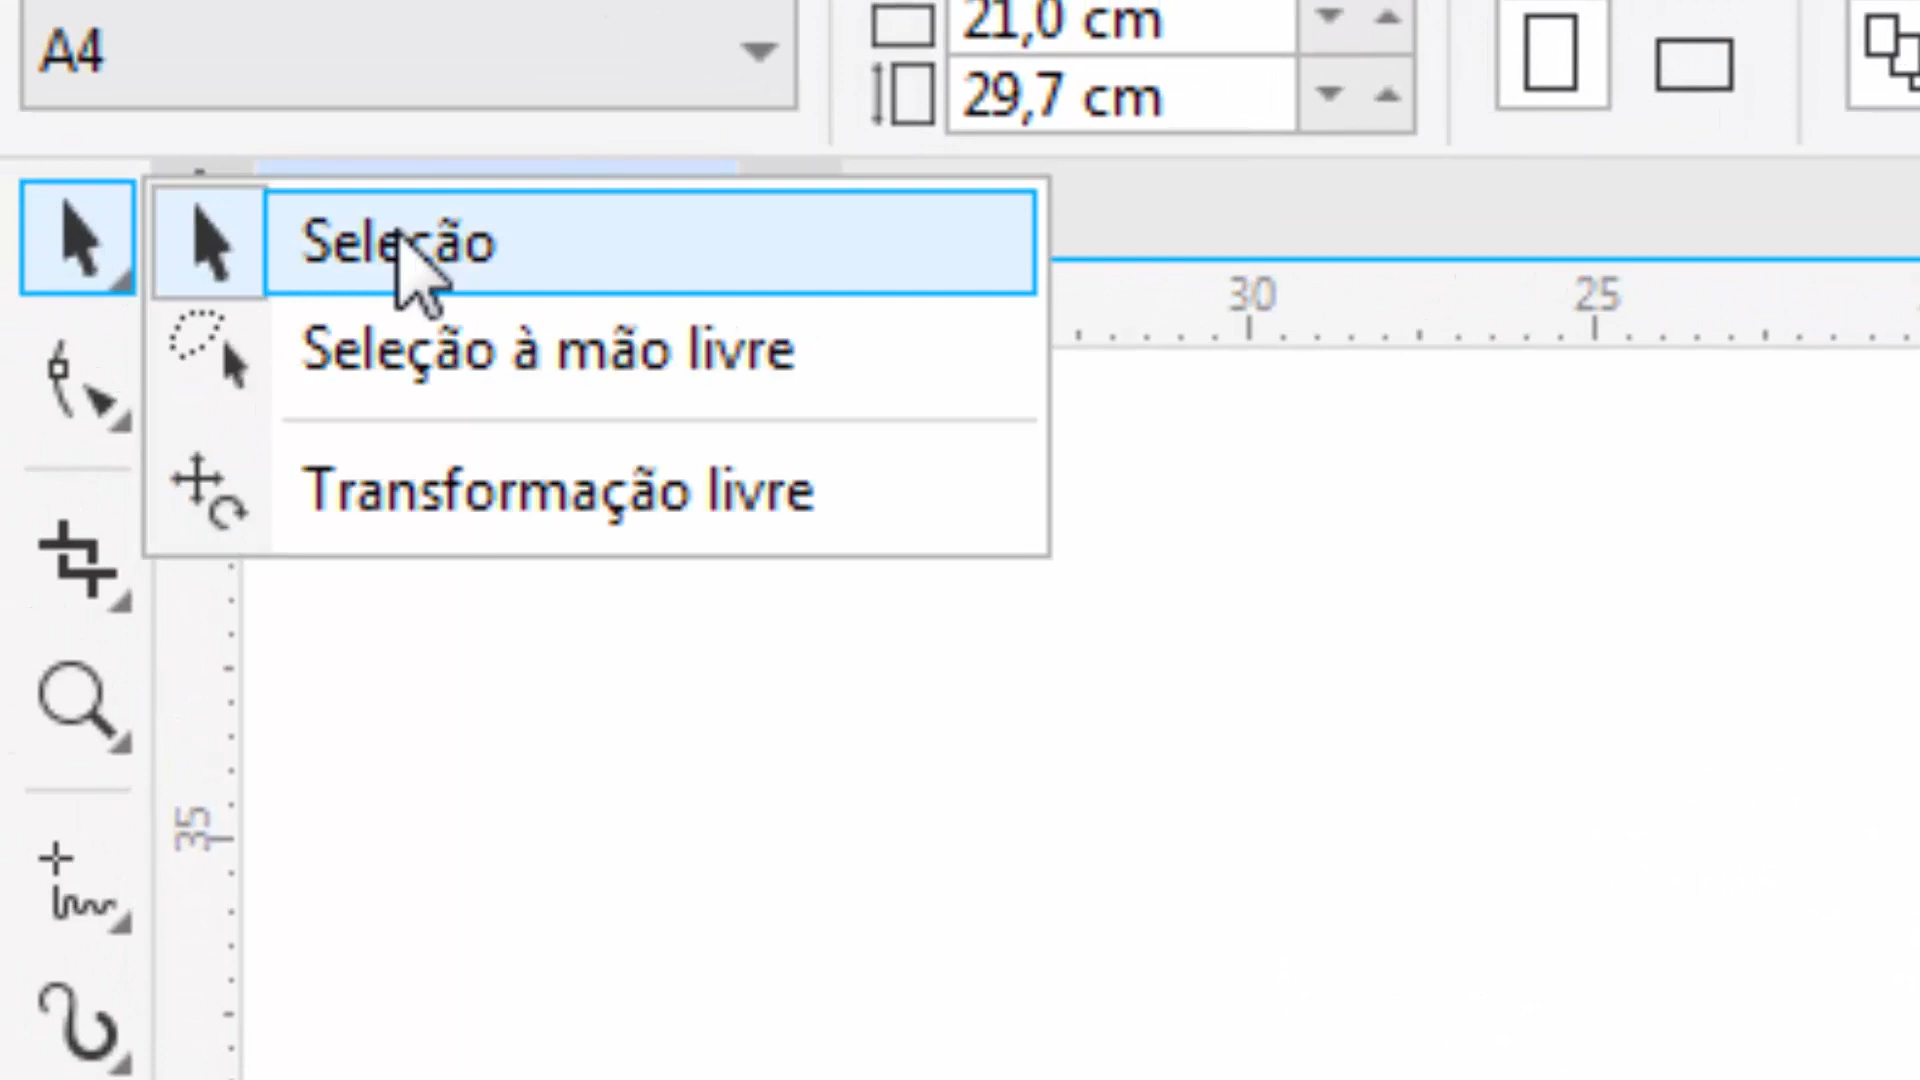 A4
21,0 cm
29,7 cm
Seleção
Seleção à mão livre
Transformação livre
30
25
35